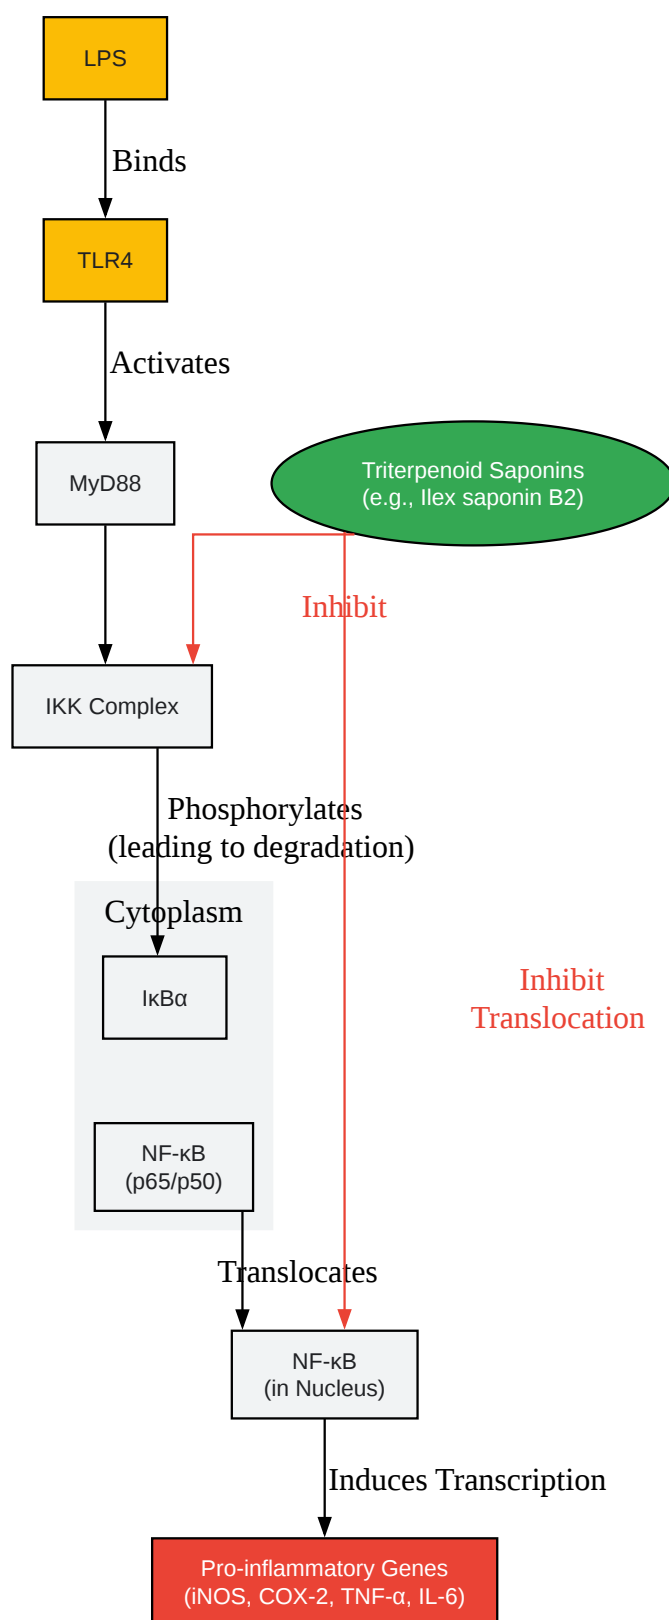 LPS
Binds
TLR4
Activates
MyD88
Triterpenoid Saponins
(e.g., Ilex saponin B2)
Inhibit
IKK Complex
Phosphorylates
(leading to degradation)
Cytoplasm
IκBα
Inhibit
Translocation
NF-κB
(p65/p50)
Translocates
NF-κB
(in Nucleus)
Induces Transcription
Pro-inflammatory Genes
(iNOS, COX-2, TNF-α, IL-6)